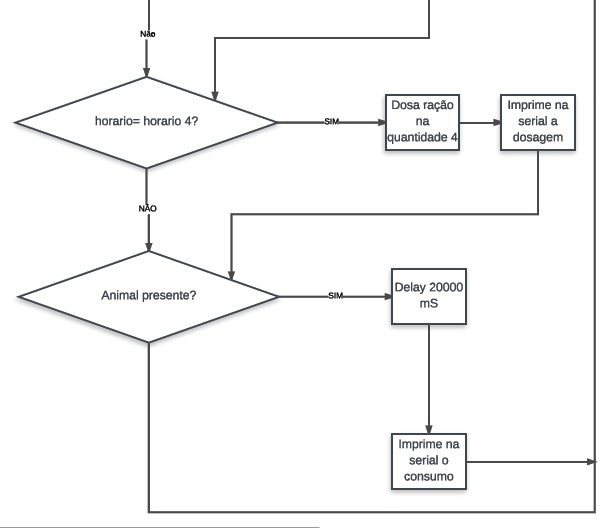 Não
horario= horario 4?
SIM
Dosa ração
na
quantidade 4
Imprime na
serial a
dosagem
NÃO
Animal presente?
SIM
Delay 20000
mS
Imprime na
serial o
consumo